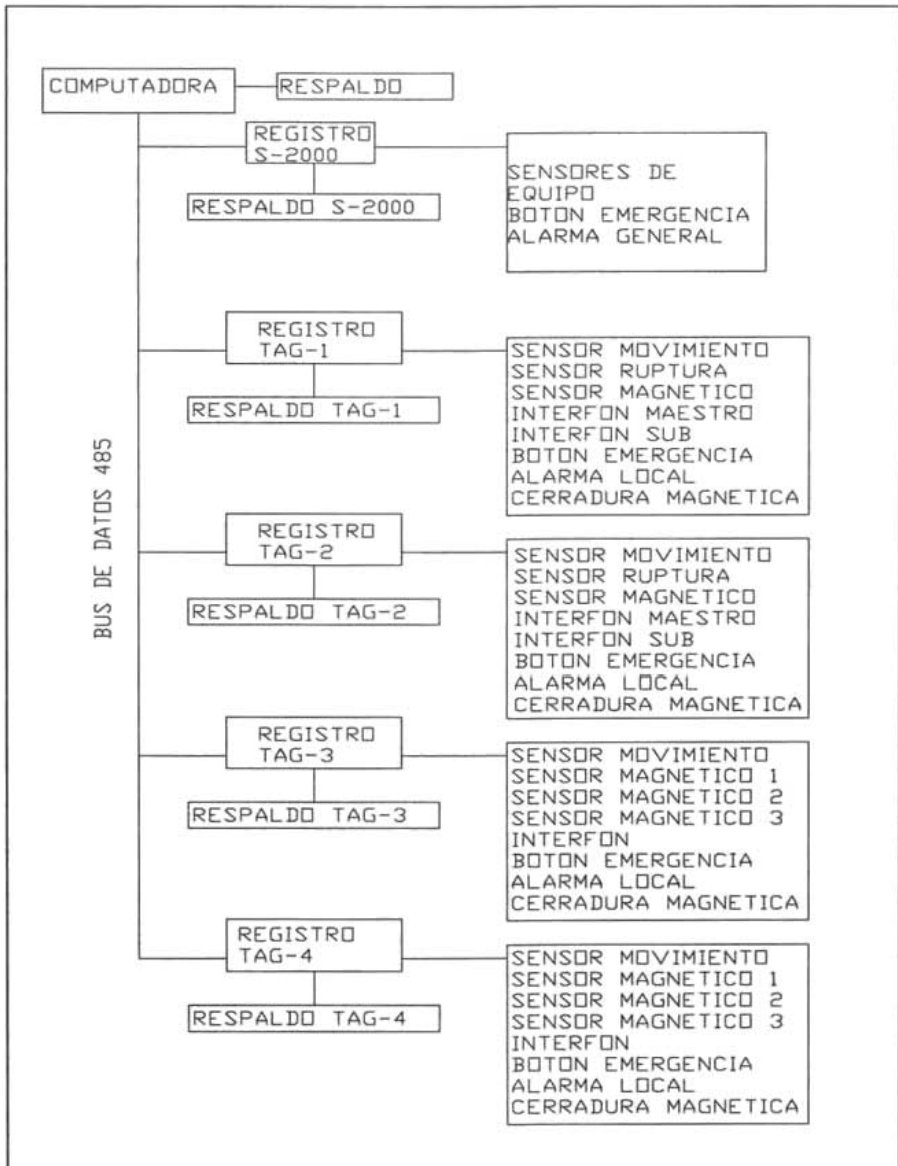 COMPUTADORA
RESPALDO
REGISTRO
S-2000
RESPALDO S-2000
SENSORES DE
EQUIPO
BOTON EMERGENCIA
ALARMA GENERAL
BUS DE DATOS 485
REGISTRO
TAG-1
RESPALDO TAG-1
SENSOR MOVIMIENTO
SENSOR RUPTURA
SENSOR MAGNETICO
INTERFON MAESTRO
INTERFON SUB
BOTON EMERGENCIA
ALARMA LOCAL
CERRADURA MAGNETICA
REGISTRO
TAG-2
RESPALDO TAG-2
SENSOR MOVIMIENTO
SENSOR RUPTURA
SENSOR MAGNETICO
INTERFON MAESTRO
INTERFON SUB
BOTON EMERGENCIA
ALARMA LOCAL
CERRADURA MAGNETICA
REGISTRO
TAG-3
RESPALDO TAG-3
SENSOR MOVIMIENTO
SENSOR MAGNETICO 1
SENSOR MAGNETICO 2
SENSOR MAGNETICO 3
INTERFON
BOTON EMERGENCIA
ALARMA LOCAL
CERRADURA MAGNETICA
REGISTRO
TAG-4
RESPALDO TAG-4
SENSOR MOVIMIENTO
SENSOR MAGNETICO 1
SENSOR MAGNETICO 2
SENSOR MAGNETICO 3
INTERFON
BOTON EMERGENCIA
ALARMA LOCAL
CERRADURA MAGNETICA